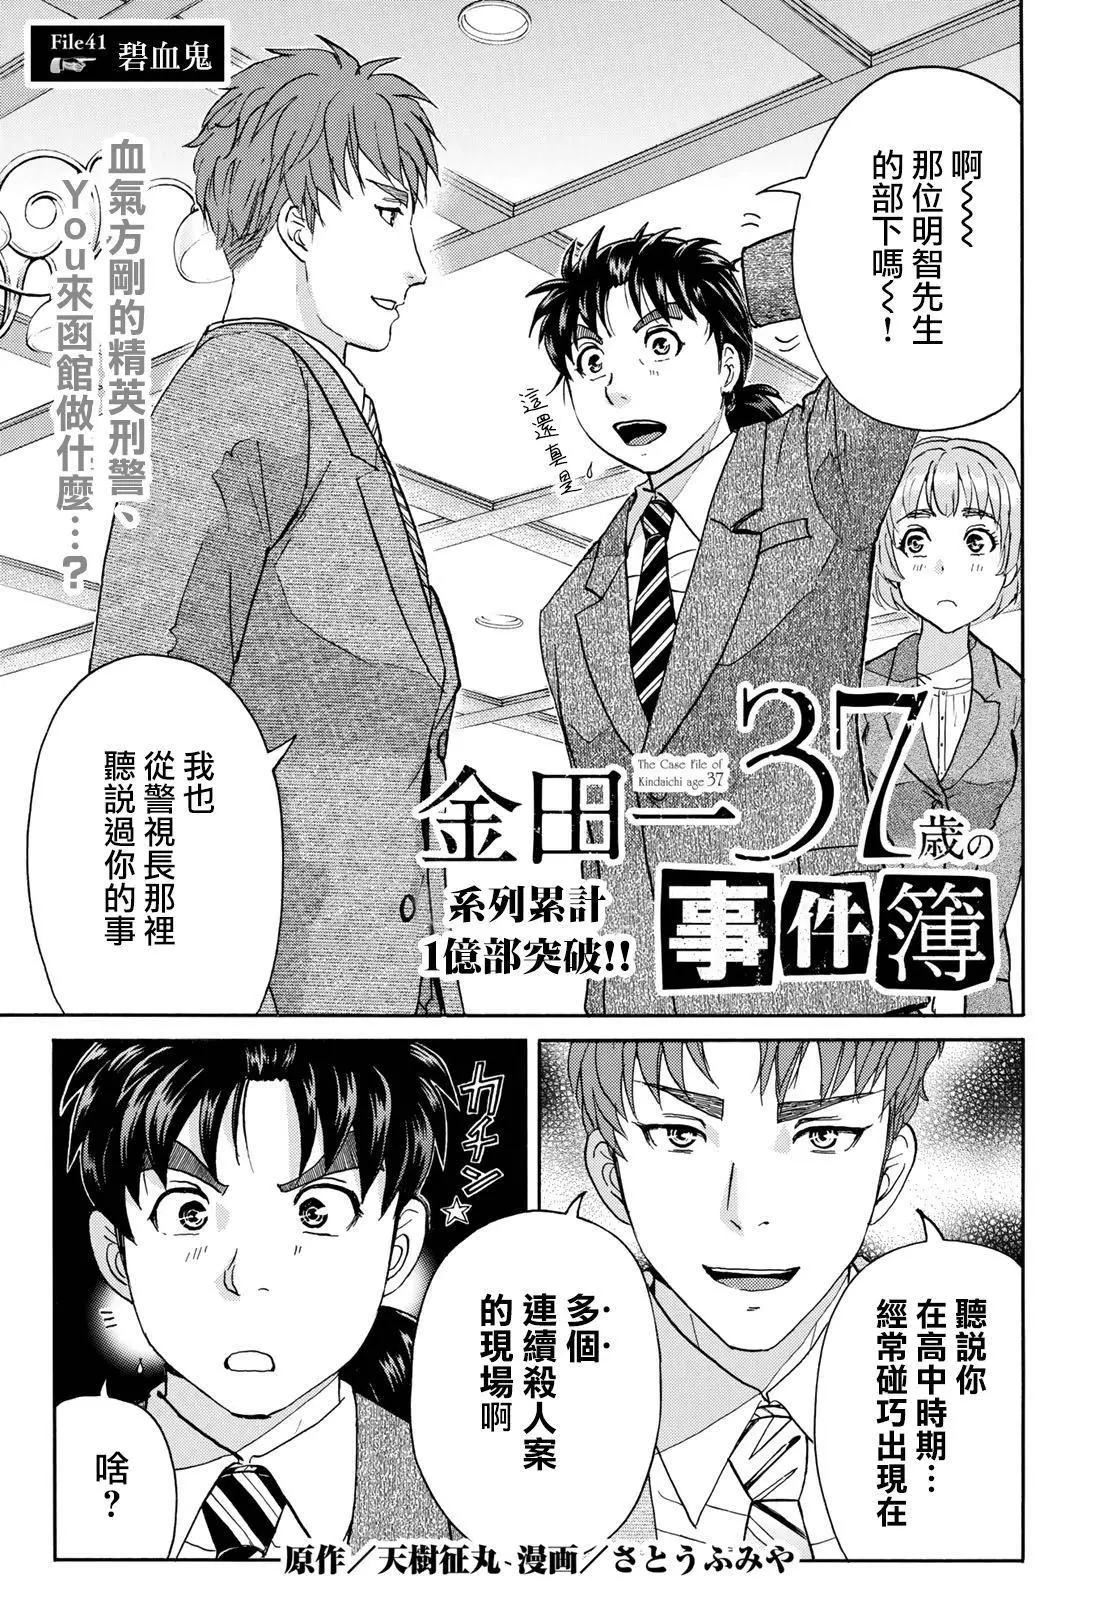 File41
碧血鬼
血氣方剛的精英刑警、
You來函館做什麼…?
啊~~~
那位明智先生
的部下嗎~!
這還真是
我也
從警視長那裡
聽說過你的事
The Case File of
Kindaichi age 37
金田一37歳の
事件簿
系列累計
1億部突破!!
聽說你
在高中時期…
經常碰巧出現在
多個
連續殺人案
的現場啊
カチン☆
啥?
原作/天樹征丸 漫画/さとうふみや